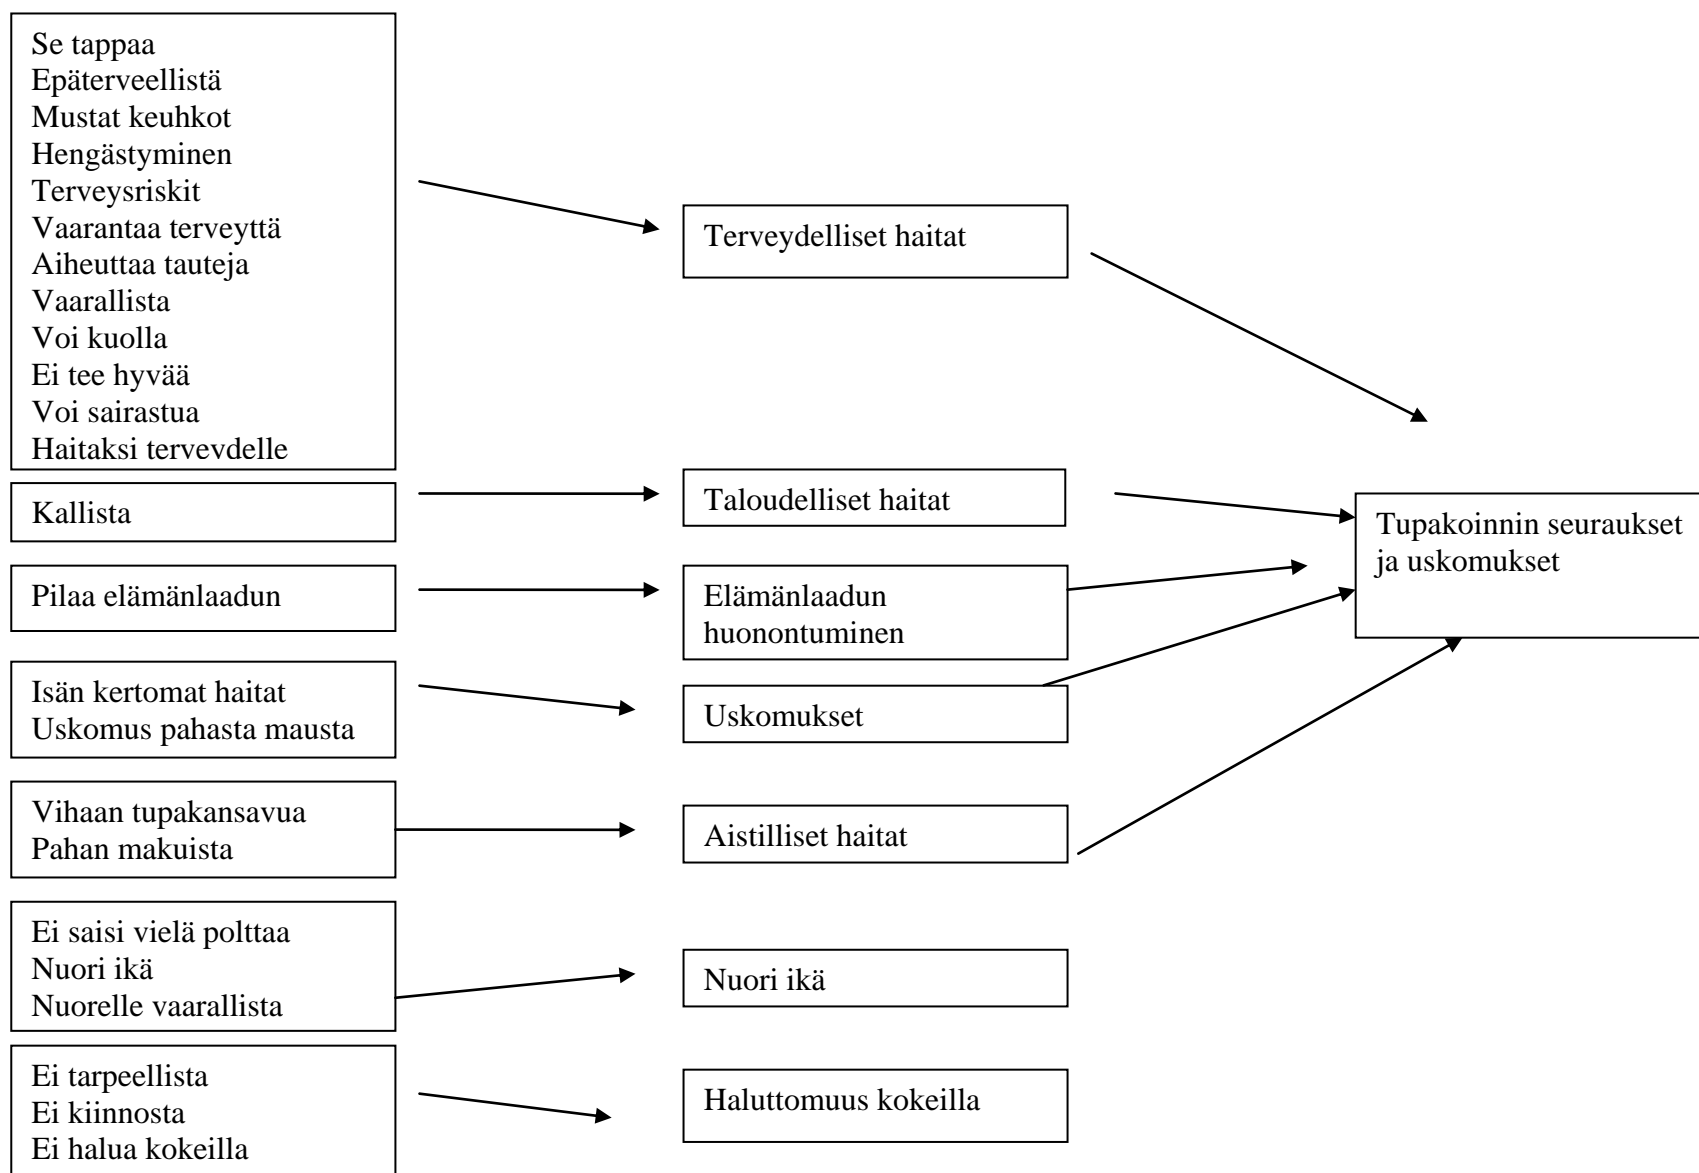 Se tappaa
Epäterveellistä
Mustat keuhkot
Hengästyminen
Terveysriskit
Vaarantaa terveyttä
Aiheuttaa tauteja
Vaarallista
Voi kuolla
Ei tee hyvää
Voi sairastua
Haitaksi terveydelle
Terveydelliset haitat
Kallista
Taloudelliset haitat
Tupakoinnin seuraukset
ja uskomukset
Pilaa elämänlaadun
Elämänlaadun
huonontuminen
Isän kertomat haitat
Uskomus pahasta mausta
Uskomukset
Vihaan tupakansavua
Pahan makuista
Aistilliset haitat
Ei saisi vielä polttaa
Nuori ikä
Nuorelle vaarallista
Nuori ikä
Ei tarpeellista
Ei kiinnosta
Ei halua kokeilla
Haluttomuus kokeilla